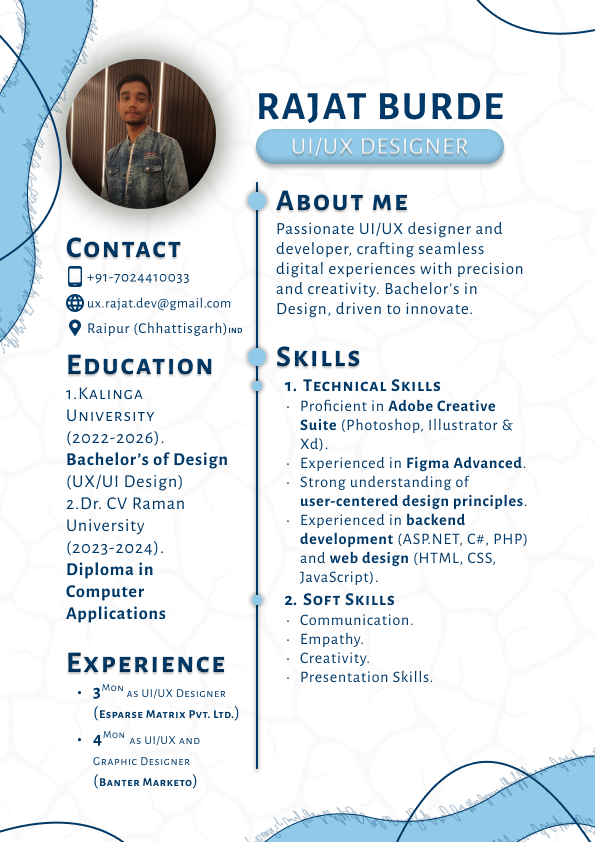 RAJAT BURDE
UI/UX DESIGNER
CONTACT
+91-7024410033
ux.rajat.dev@gmail.com
Raipur (Chhattisgarh)IND
EDUCATION
1.KALINGA
UNIVERSITY
(2022-2026).
Bachelor's of Design
(UX/UI Design)
2.Dr. CV Raman
University
(2023-2024).
Diploma in
Computer
Applications
EXPERIENCE
• 3Mon AS UI/UX DESIGNER
(ESPARSE MATRIX PVT. LTD.)
• 4Mon AS UI/UX AND
GRAPHIC DESIGNER
(BANTER MARKETO)
ABOUT ME
Passionate UI/UX designer and
developer, crafting seamless
digital experiences with precision
and creativity. Bachelor's in
Design, driven to innovate.
SKILLS
1. TECHNICAL SKILLS
· Proficient in Adobe Creative
Suite (Photoshop, Illustrator &
Xd).
· Experienced in Figma Advanced.
· Strong understanding of
user-centered design principles.
· Experienced in backend
development (ASP.NET, C#, PHP)
and web design (HTML, CSS,
JavaScript).
2. SOFT SKILLS
· Communication.
· Empathy.
· Creativity.
· Presentation Skills.